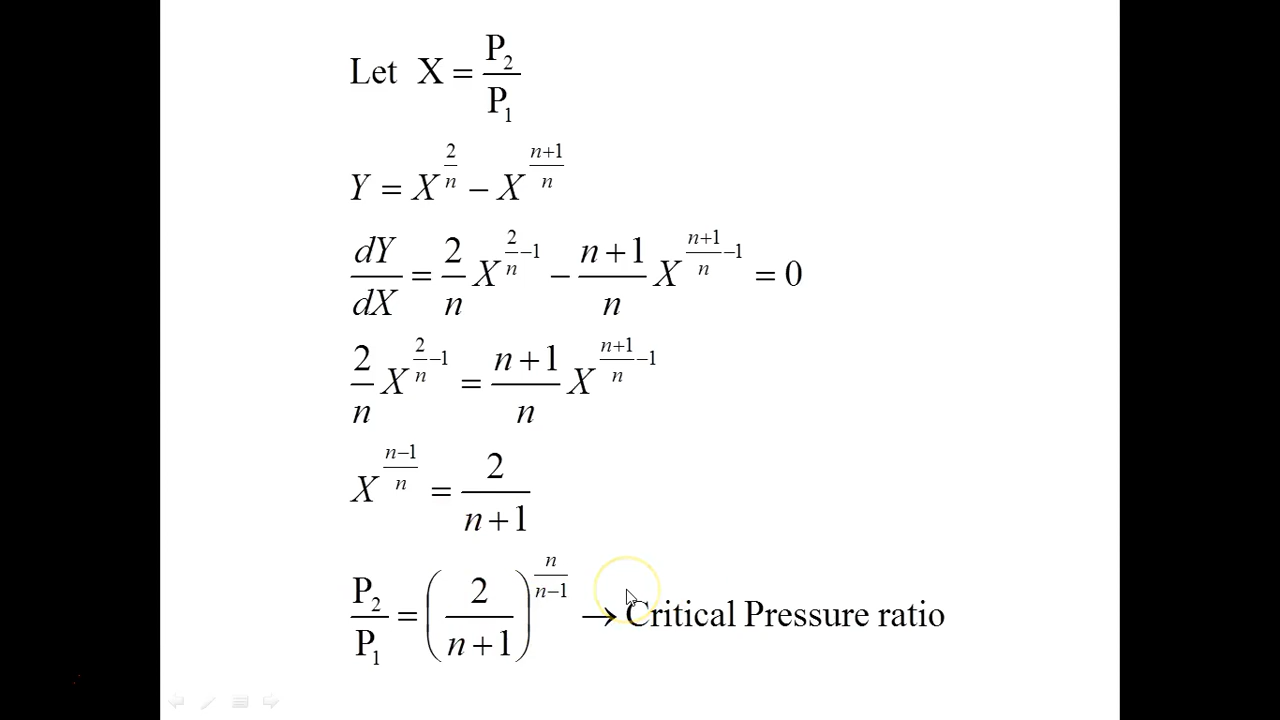 Let X = P₂/P₁
Y = X^(2/n) − X^((n+1)/n)
dY/dX = (2/n) X^(2/n −1) − ((n+1)/n) X^((n+1)/n −1) = 0
(2/n) X^(2/n −1) = ((n+1)/n) X^((n+1)/n −1)
X^((n−1)/n) = 2/(n+1)
P₂/P₁ = (2/(n+1))^(n/(n−1)) → Critical Pressure ratio